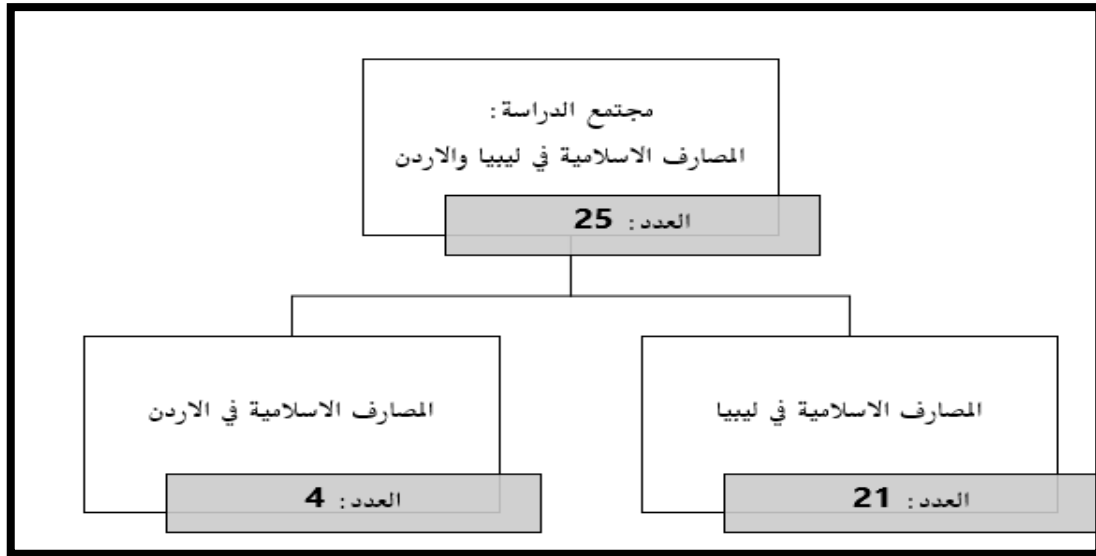 مجتمع الدراسة:
المصارف الاسلامية في ليبيا والاردن
العدد: 25
المصارف الاسلامية في ليبيا
العدد: 21
المصارف الاسلامية في الاردن
العدد: 4